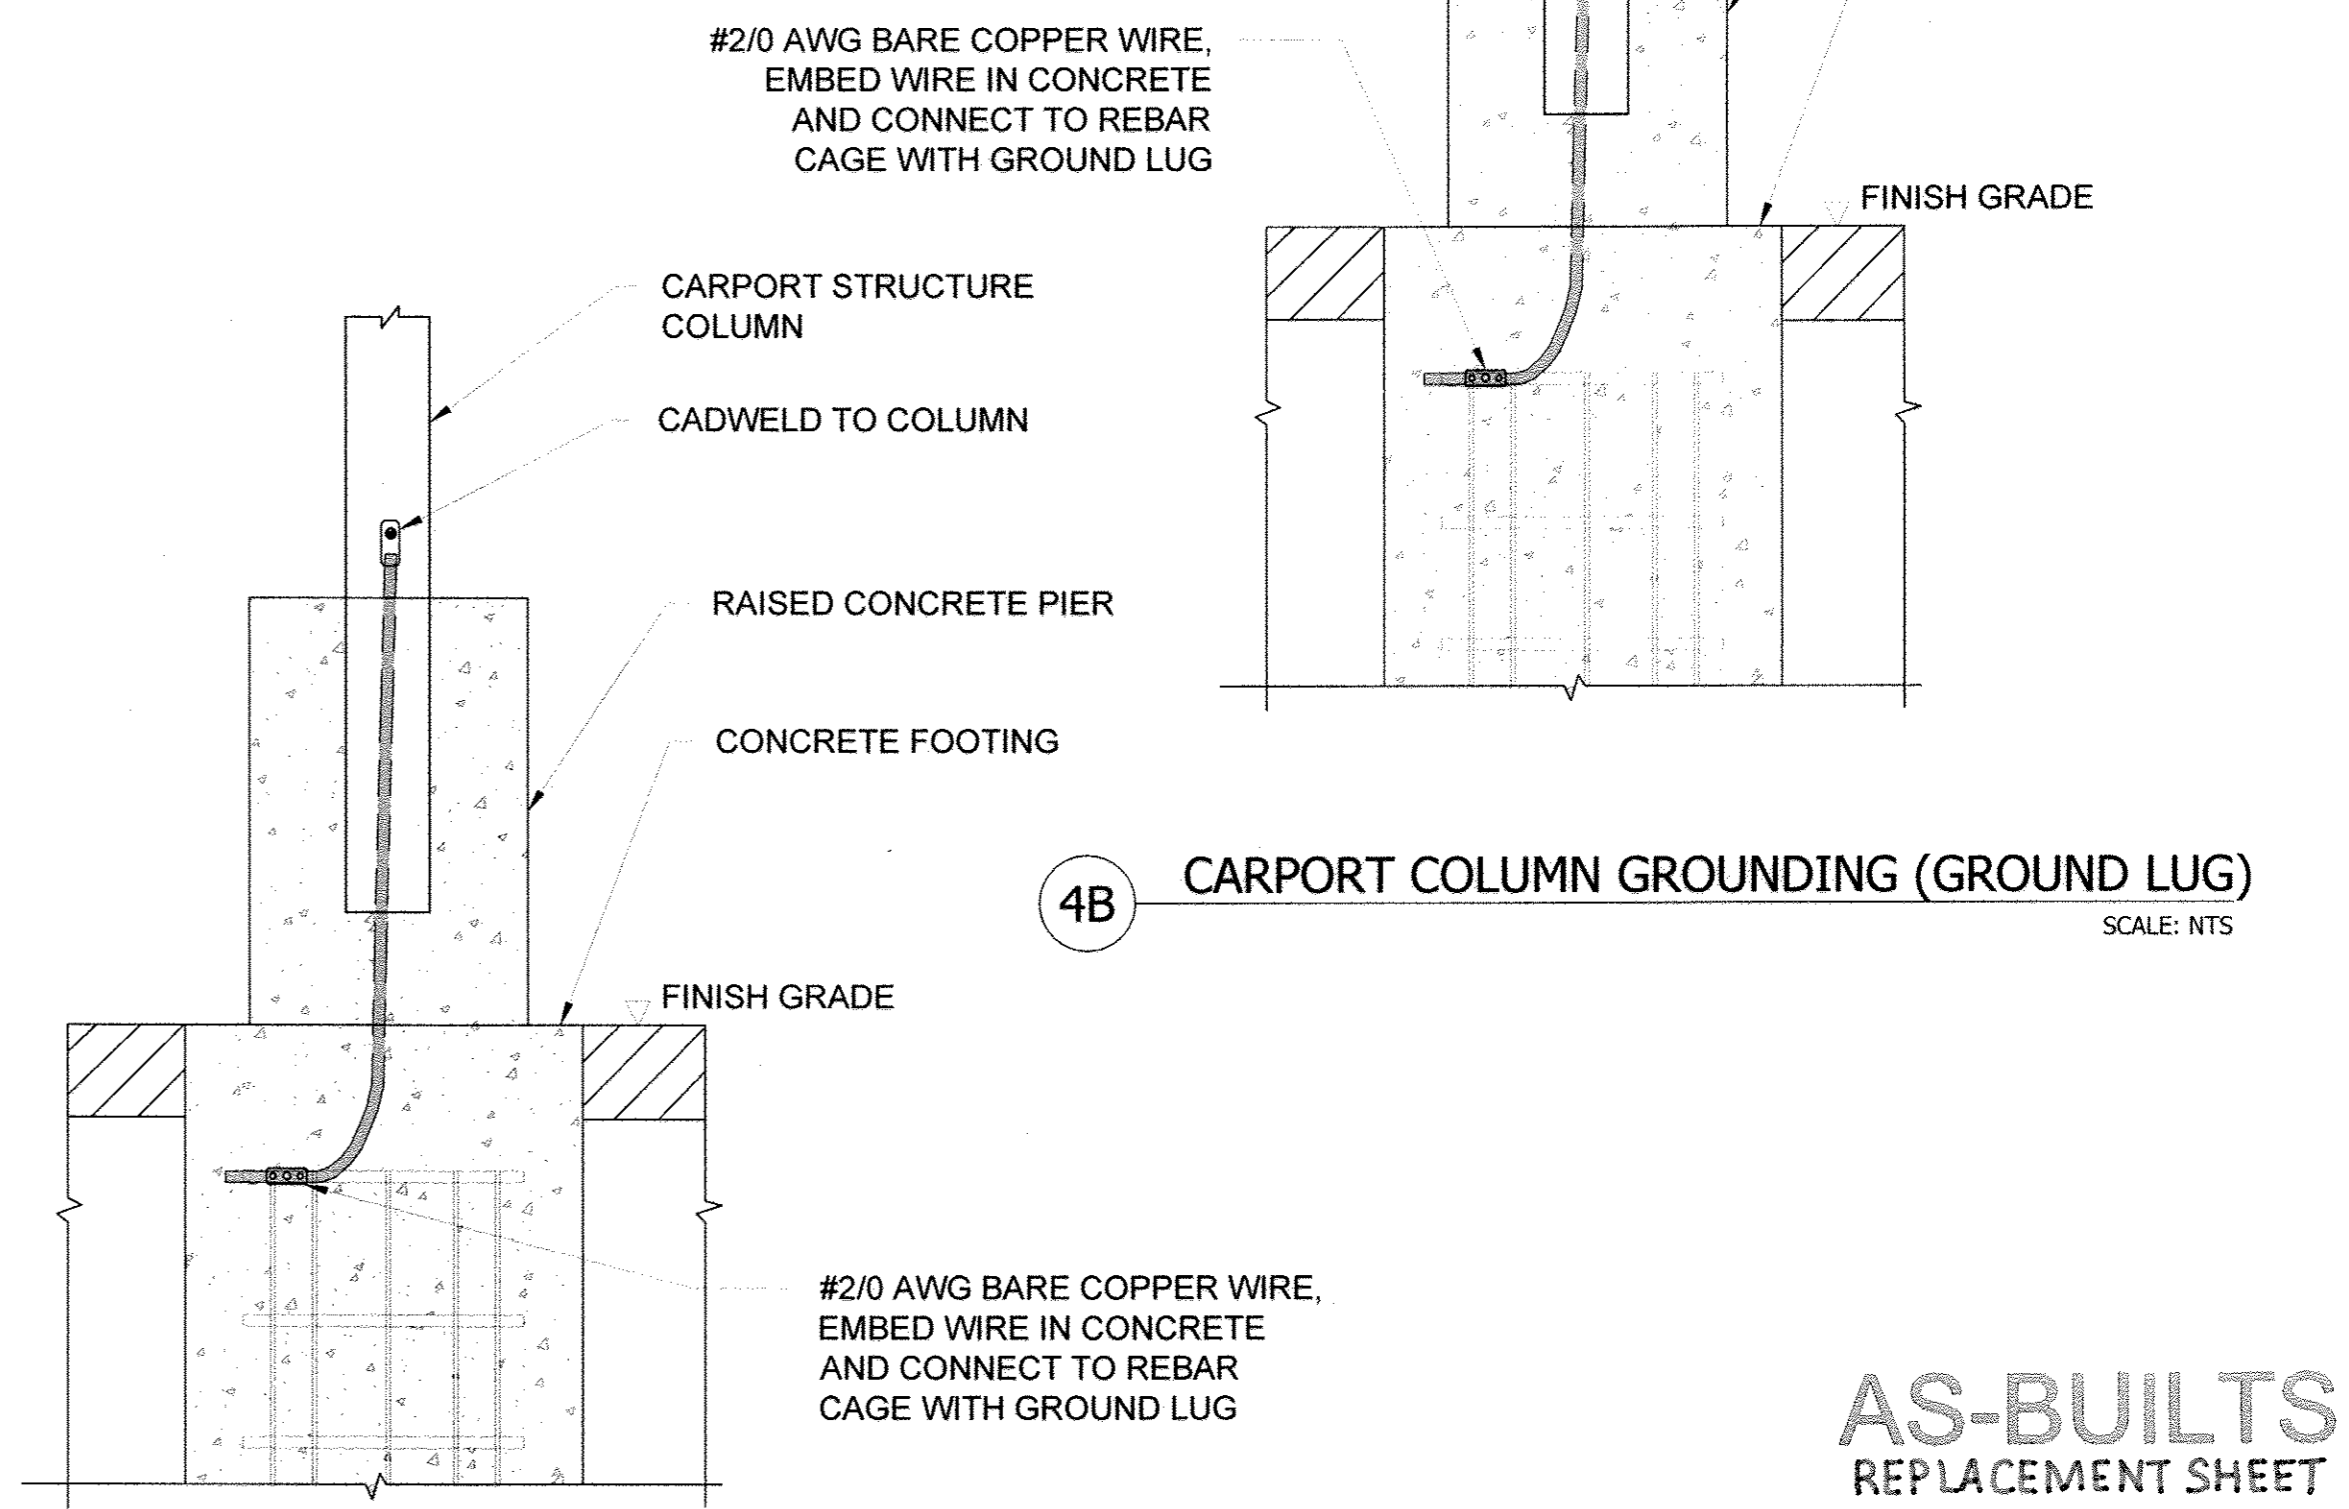 #2/0 AWG BARE COPPER WIRE,
EMBED WIRE IN CONCRETE
AND CONNECT TO REBAR
CAGE WITH GROUND LUG
FINISH GRADE
CARPORT STRUCTURE
COLUMN
CADWELD TO COLUMN
RAISED CONCRETE PIER
CONCRETE FOOTING
4B
CARPORT COLUMN GROUNDING (GROUND LUG)
SCALE: NTS
FINISH GRADE
#2/0 AWG BARE COPPER WIRE,
EMBED WIRE IN CONCRETE
AND CONNECT TO REBAR
CAGE WITH GROUND LUG
AS-BUILTS
REPLACEMENT SHEET